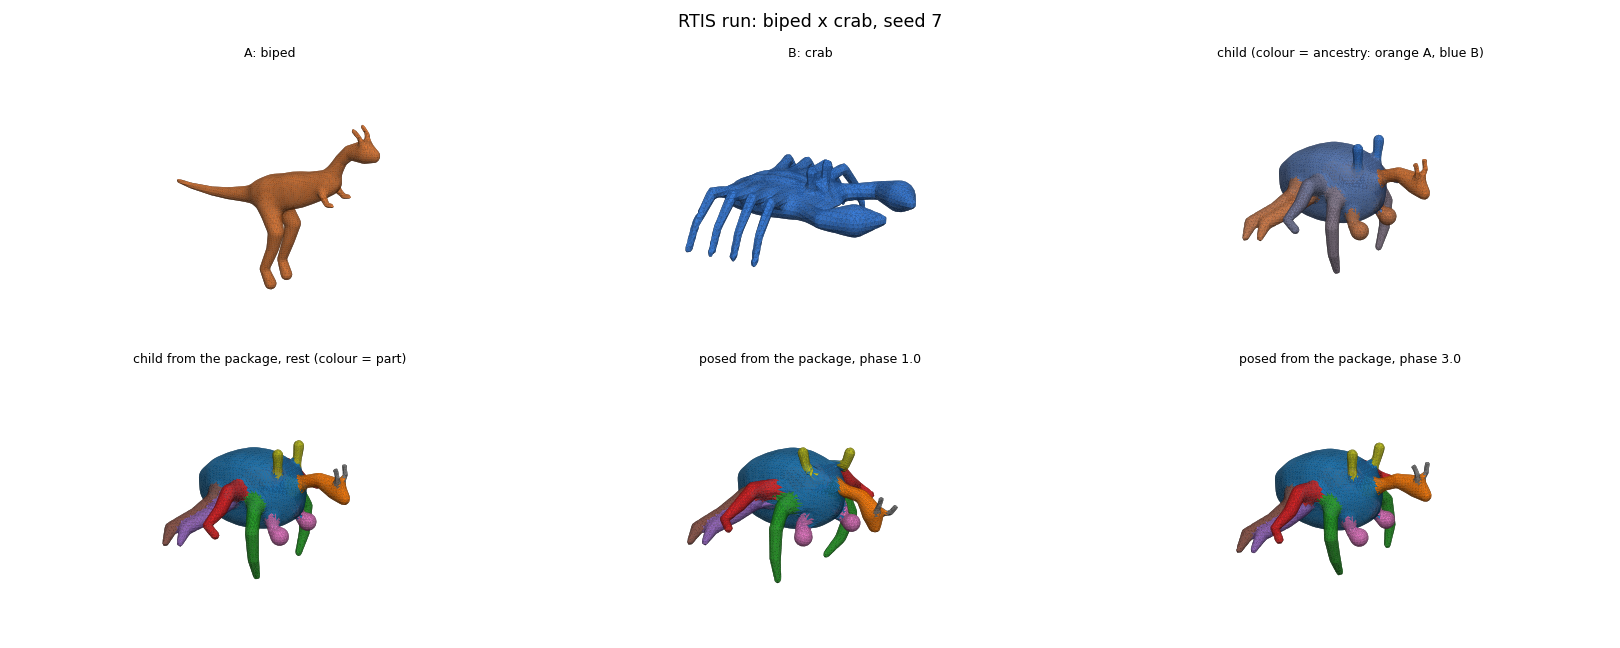 RTIS run: biped x crab, seed 7
A: biped
B: crab
child (colour = ancestry: orange A, blue B)
child from the package, rest (colour = part)
posed from the package, phase 1.0
posed from the package, phase 3.0